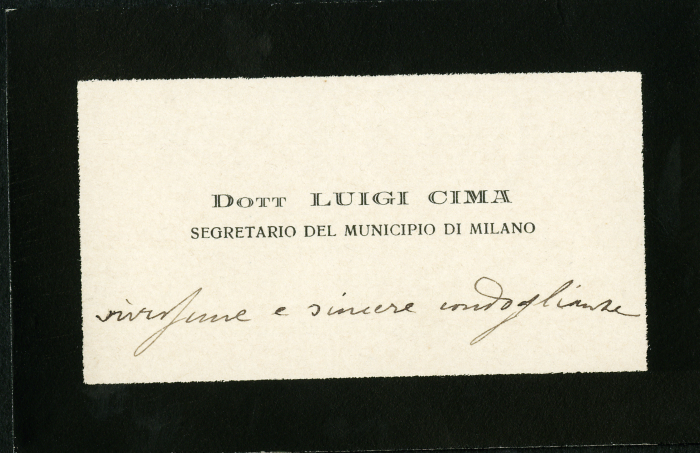 Dott LUIGI CIMA
SEGRETARIO DEL MUNICIPIO DI MILANO
vivissime e sincere condoglianze